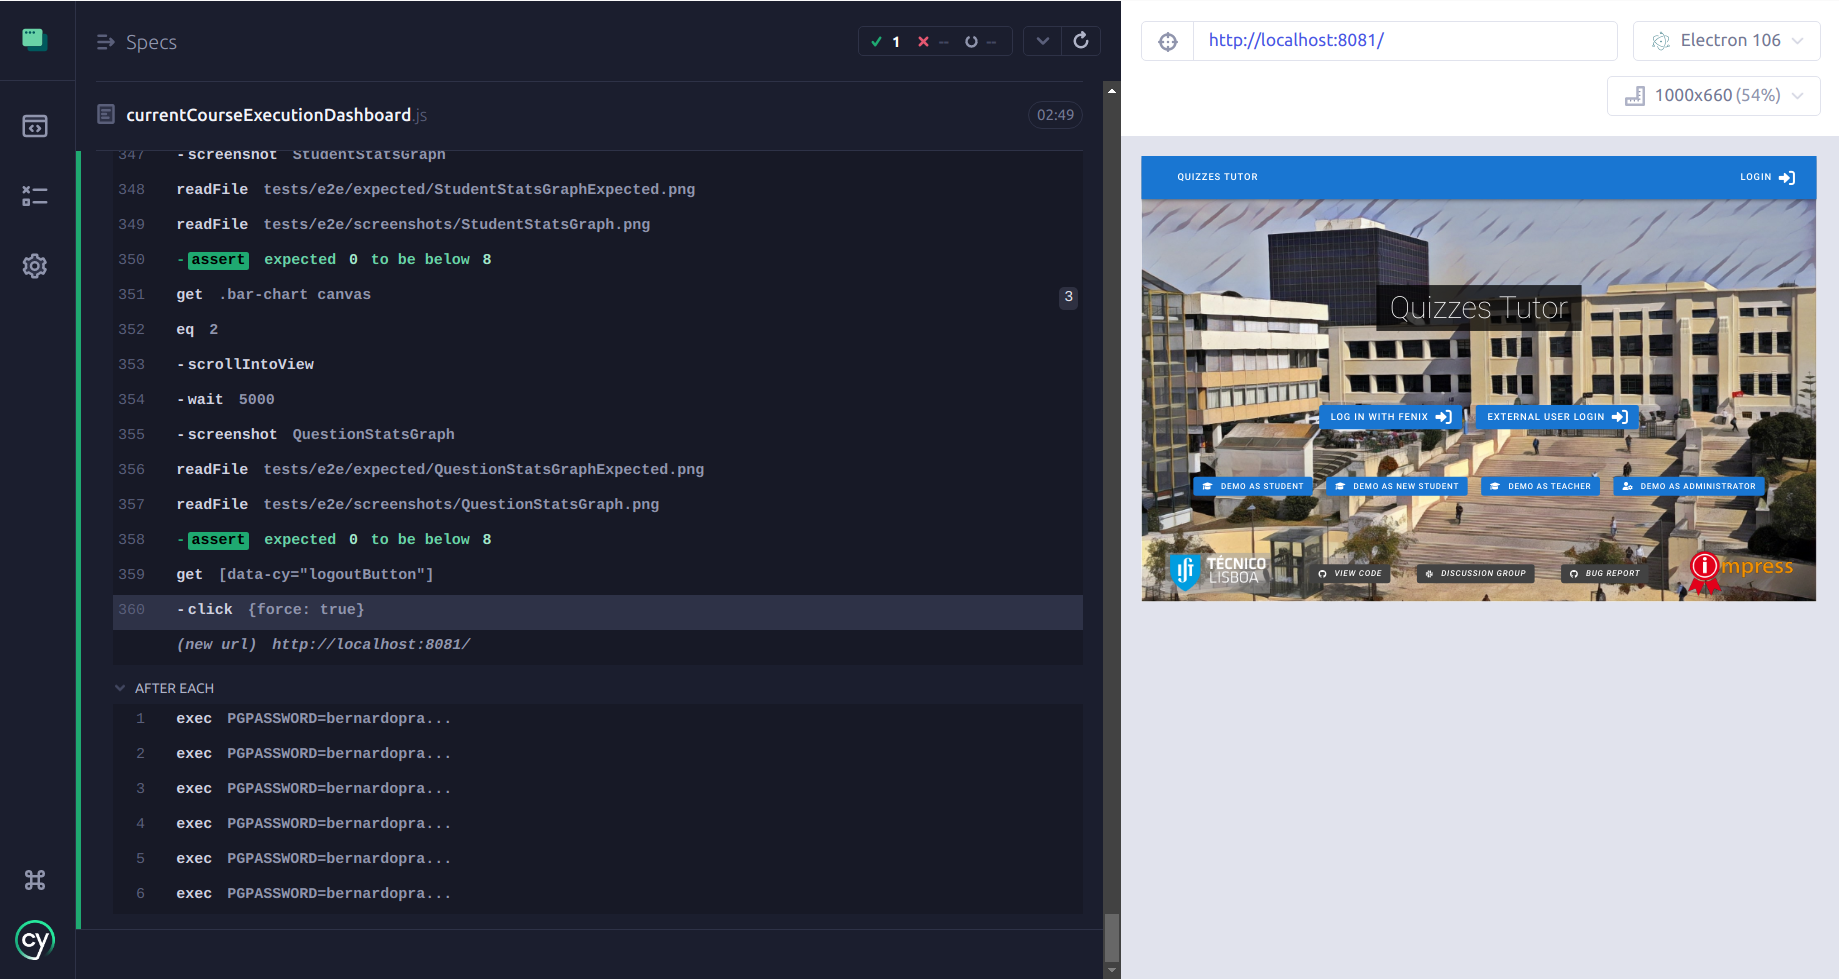 Specs
1 -- --
currentCourseExecutionDashboard.js
02:49
347 -screenshot StudentStatsGraph
348 readFile tests/e2e/expected/StudentStatsGraphExpected.png
349 readFile tests/e2e/screenshots/StudentStatsGraph.png
350 -assert expected 0 to be below 8
351 get .bar-chart canvas 3
352 eq 2
353 -scrollIntoView
354 -wait 5000
355 -screenshot QuestionStatsGraph
356 readFile tests/e2e/expected/QuestionStatsGraphExpected.png
357 readFile tests/e2e/screenshots/QuestionStatsGraph.png
358 -assert expected 0 to be below 8
359 get [data-cy="logoutButton"]
360 -click {force: true}
(new url) http://localhost:8081/
AFTER EACH
1 exec PGPASSWORD=bernardopra...
2 exec PGPASSWORD=bernardopra...
3 exec PGPASSWORD=bernardopra...
4 exec PGPASSWORD=bernardopra...
5 exec PGPASSWORD=bernardopra...
6 exec PGPASSWORD=bernardopra...
cy
http://localhost:8081/
Electron 106
1000x660 (54%)
QUIZZES TUTOR
LOGIN
Quizzes Tutor
LOG IN WITH FENIX
EXTERNAL USER LOGIN
DEMO AS STUDENT
DEMO AS NEW STUDENT
DEMO AS TEACHER
DEMO AS ADMINISTRATOR
TÉCNICO
LISBOA
VIEW CODE
DISCUSSION GROUP
BUG REPORT
impress